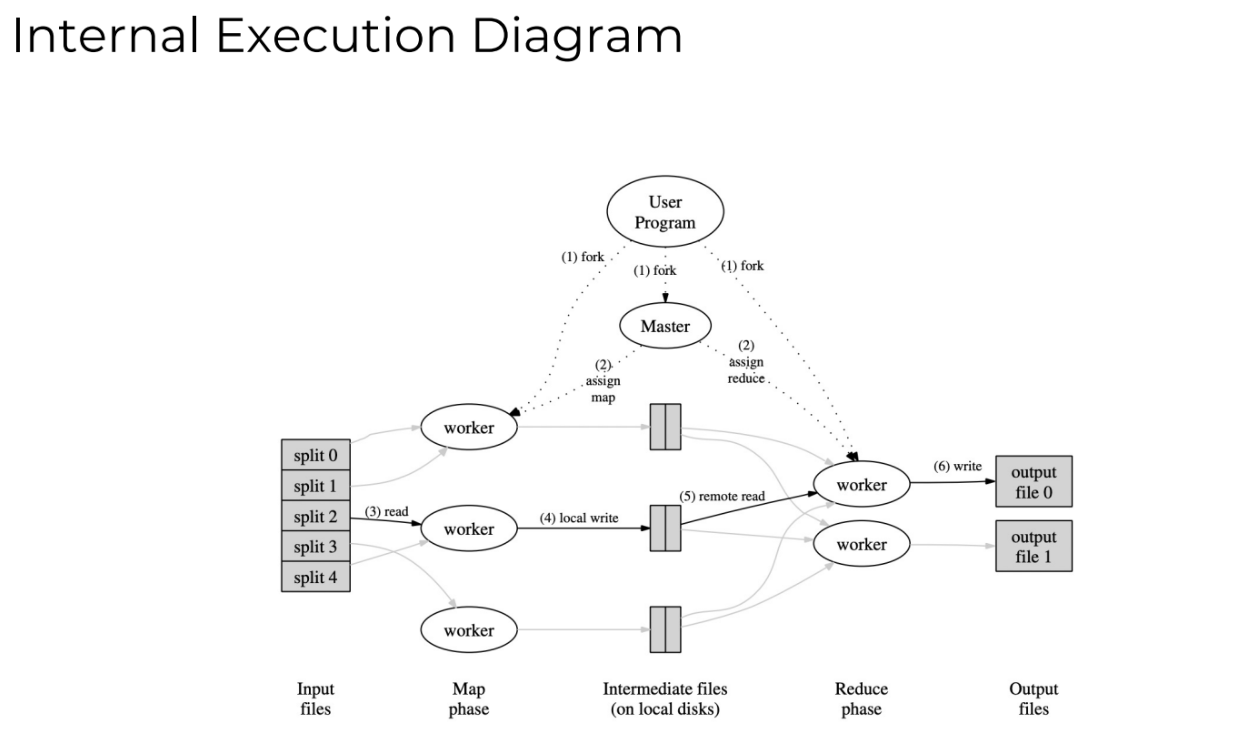 Internal Execution Diagram
User
Program
(1) fork
(1) fork
(1) fork
Master
(2)
assign
map
(2)
assign
reduce
split 0
split 1
split 2
split 3
split 4
(3) read
worker
worker
worker
(4) local write
(5) remote read
worker
worker
(6) write
output
file 0
output
file 1
Input
files
Map
phase
Intermediate files
(on local disks)
Reduce
phase
Output
files